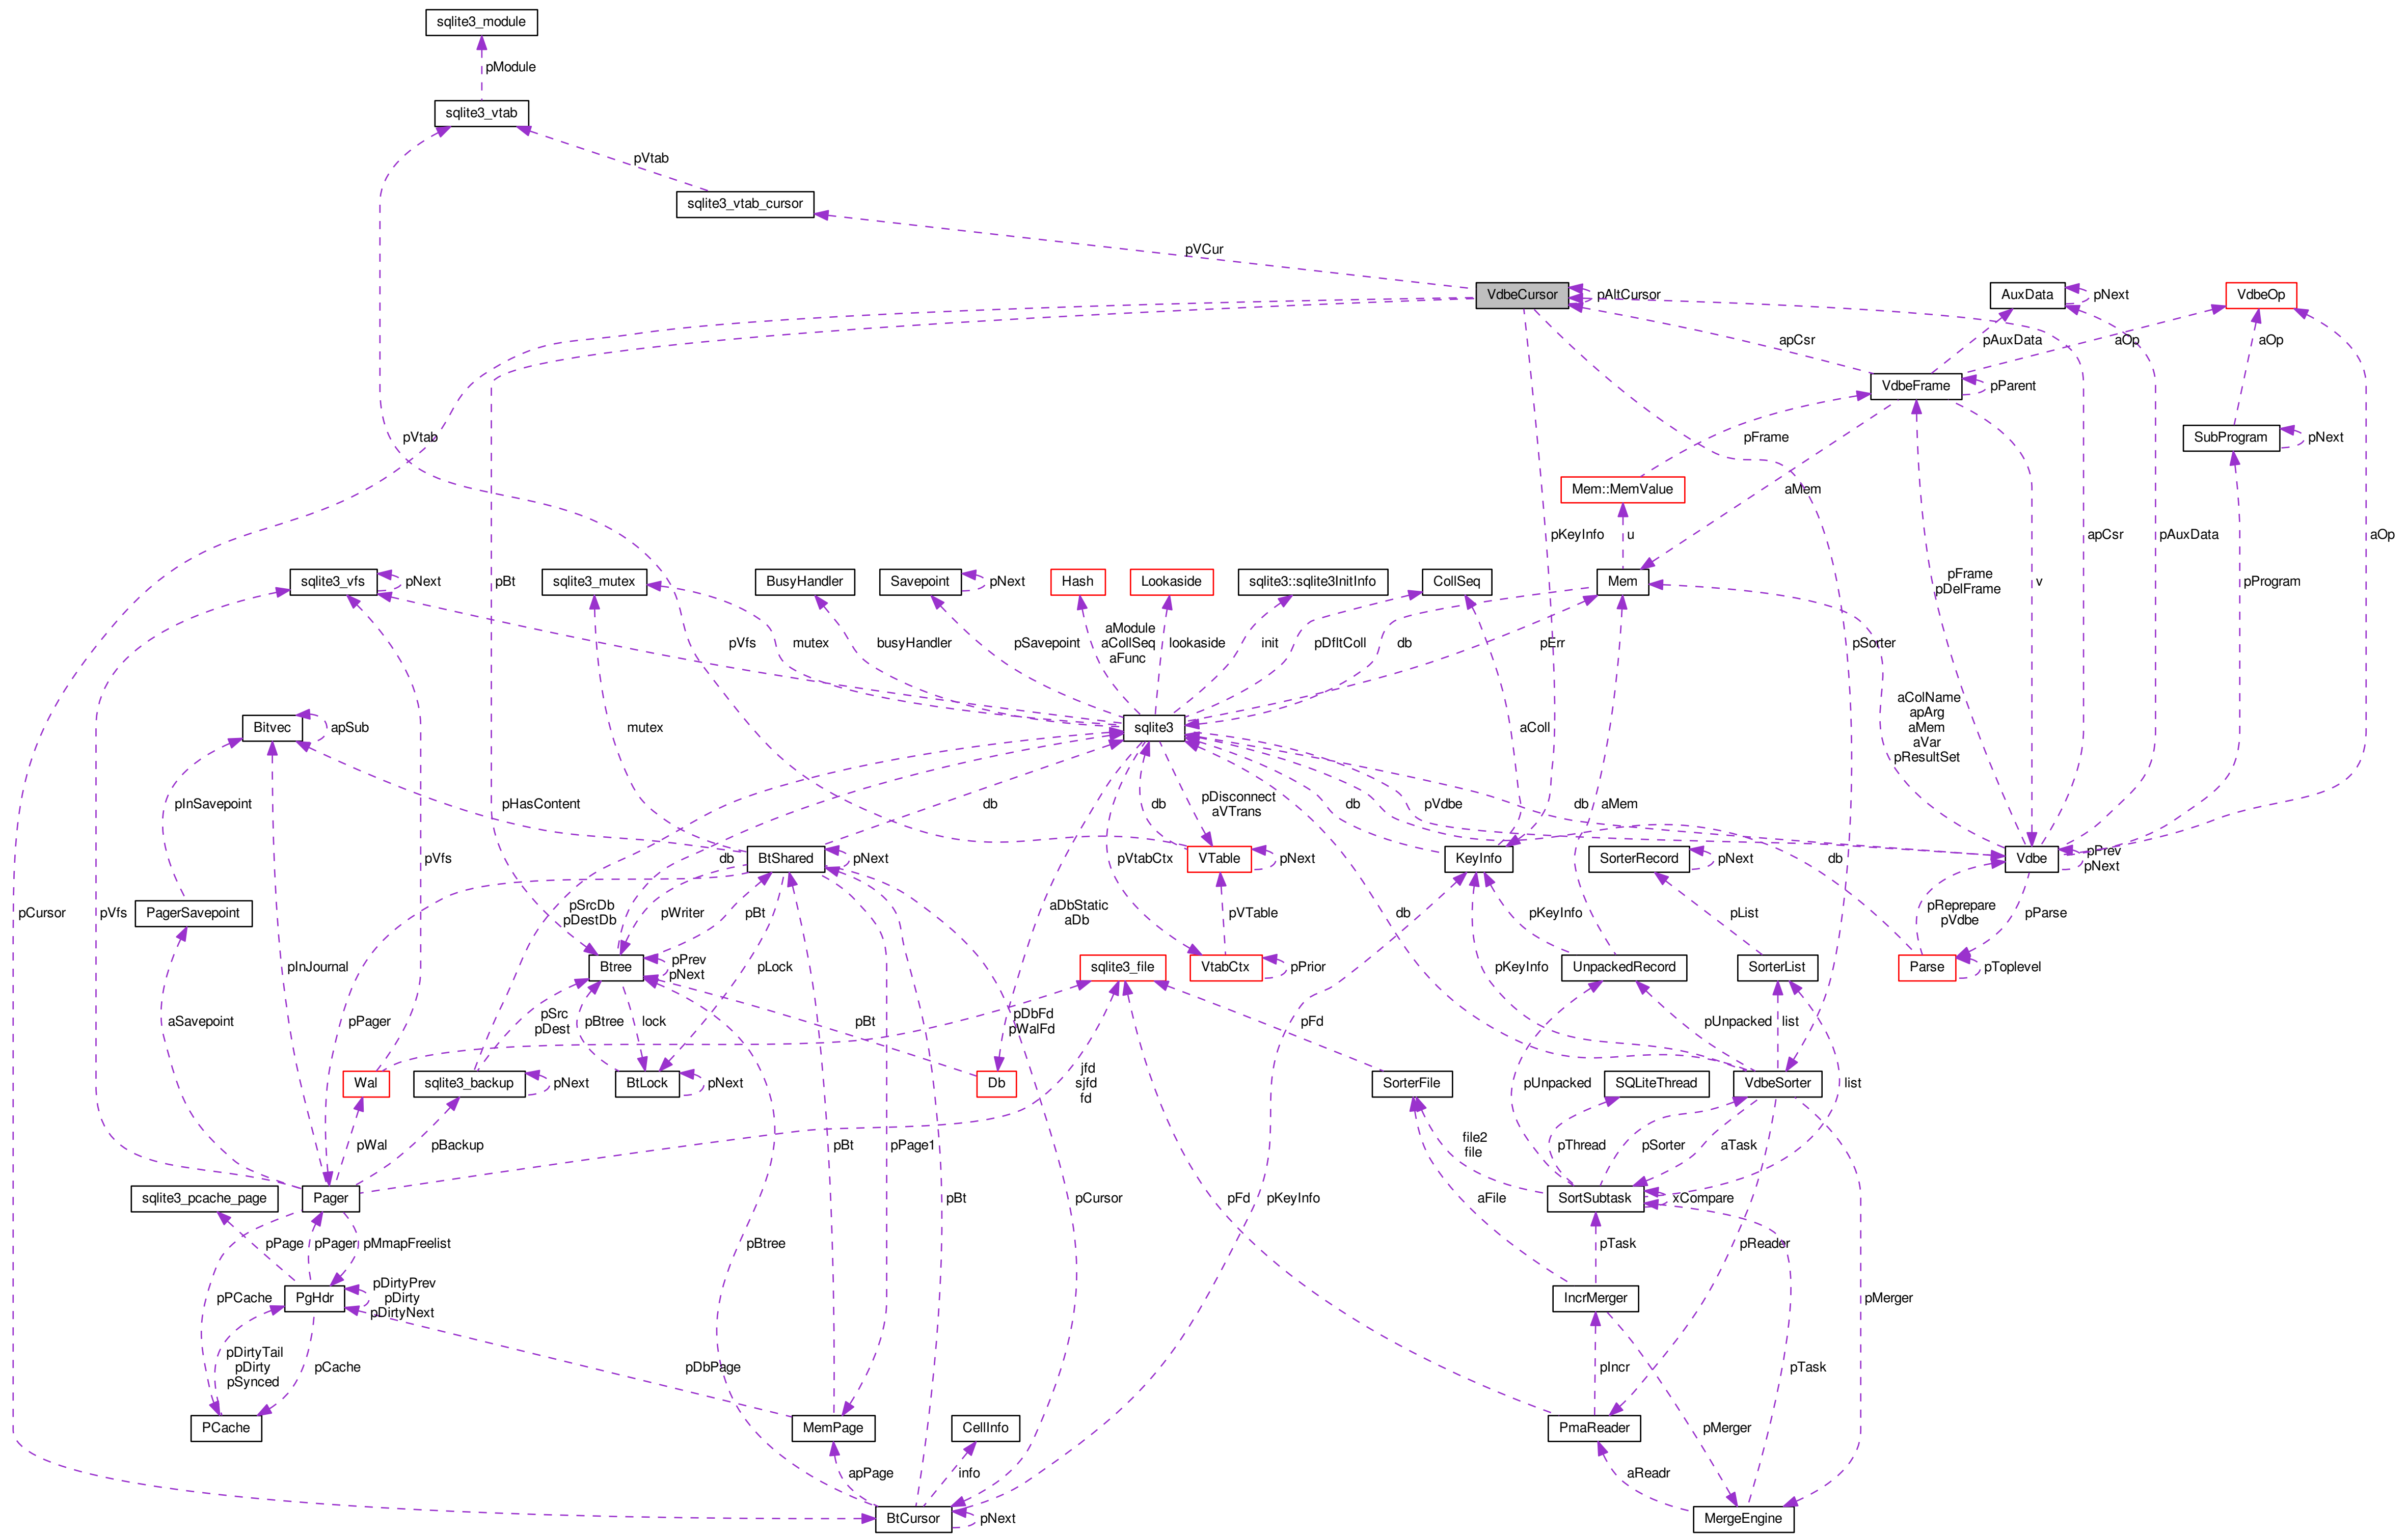 sqlite3_module
pModule
sqlite3_vtab
pVtab
sqlite3_vtab_cursor
pVCur
VdbeCursor
pAltCursor
AuxData
pNext
VdbeOp
apCsr
pAuxData
aOp
aOp
VdbeFrame
pParent
pVtab
pFrame
SubProgram
pNext
Mem::MemValue
aMem
pKeyInfo
u
apCsr
pAuxData
aOp
sqlite3_vfs
pNext
sqlite3_mutex
BusyHandler
Savepoint
pNext
Hash
Lookaside
sqlite3::sqlite3InitInfo
CollSeq
Mem
pBt
pFrame
pDelFrame
v
pProgram
pVfs
mutex
busyHandler
pSavepoint
aModule
aCollSeq
aFunc
lookaside
init
pDfltColl
db
pErr
pSorter
Bitvec
apSub
mutex
sqlite3
aColl
aColName
apArg
aMem
aVar
pResultSet
pInSavepoint
pHasContent
db
pDisconnect
aVTrans
db
pVdbe
db
db
aMem
pVfs
BtShared
pNext
VTable
pNext
KeyInfo
SorterRecord
pNext
Vdbe
pPrev
pNext
db
db
pVtabCtx
PagerSavepoint
pCursor
pVfs
pSrcDb
pDestDb
pWriter
pBt
aDbStatic
aDb
pVTable
db
pKeyInfo
pList
pReprepare
pVdbe
pParse
pInJournal
Btree
pPrev
pNext
pLock
sqlite3_file
VtabCtx
pPrior
pKeyInfo
UnpackedRecord
SorterList
Parse
pToplevel
aSavepoint
pPager
pSrc
pDest
pBtree
lock
pBt
pDbFd
pWalFd
pFd
pUnpacked
list
Wal
sqlite3_backup
pNext
BtLock
pNext
Db
jfd
sjfd
fd
SorterFile
pUnpacked
SQLiteThread
VdbeSorter
list
pWal
pBackup
pBt
pPage1
file2
file
pThread
pSorter
aTask
sqlite3_pcache_page
Pager
pBt
pCursor
pFd
pKeyInfo
aFile
SortSubtask
xCompare
pPage
pPager
pMmapFreelist
pBtree
pTask
pReader
pPCache
PgHdr
pDirtyPrev
pDirty
pDirtyNext
IncrMerger
pMerger
pDirtyTail
pDirty
pSynced
pCache
pDbPage
pIncr
pTask
PCache
MemPage
CellInfo
PmaReader
pMerger
apPage
info
aReadr
BtCursor
pNext
MergeEngine